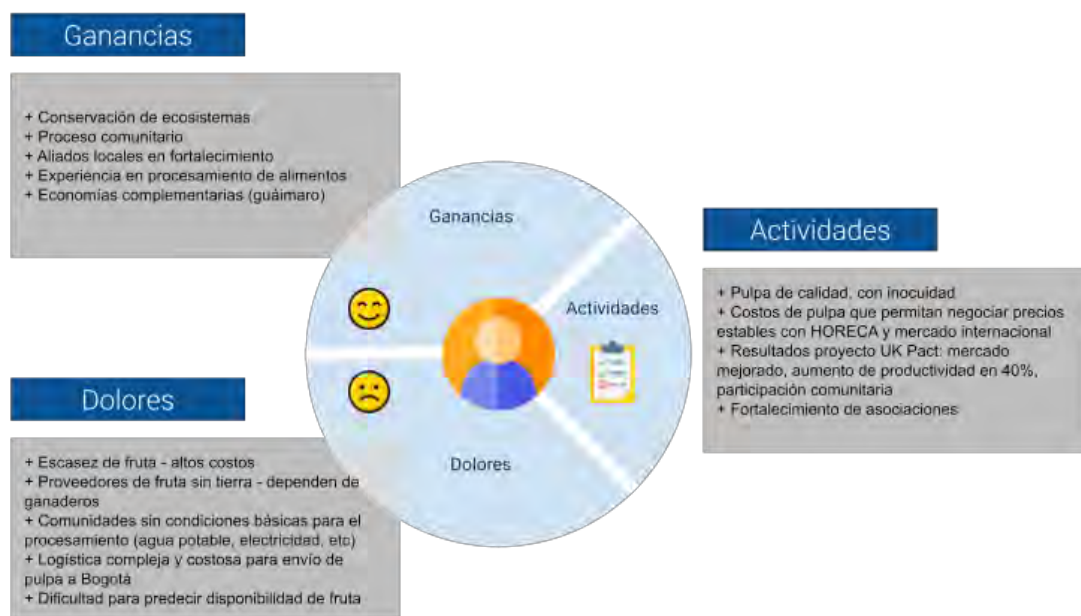 Ganancias
+ Conservación de ecosistemas
+ Proceso comunitario
+ Aliados locales en fortalecimiento
+ Experiencia en procesamiento de alimentos
+ Economías complementarias (guáimaro)
Ganancias
Actividades
Dolores
Actividades
+ Pulpa de calidad, con inocuidad
+ Costos de pulpa que permitan negociar precios
estables con HORECA y mercado internacional
+ Resultados proyecto UK Pact: mercado
mejorado, aumento de productividad en 40%,
participación comunitaria
+ Fortalecimiento de asociaciones
Dolores
+ Escasez de fruta - altos costos
+ Proveedores de fruta sin tierra - dependen de
ganaderos
+ Comunidades sin condiciones básicas para el
procesamiento (agua potable, electricidad, etc)
+ Logística compleja y costosa para envío de
pulpa a Bogotá
+ Dificultad para predecir disponibilidad de fruta